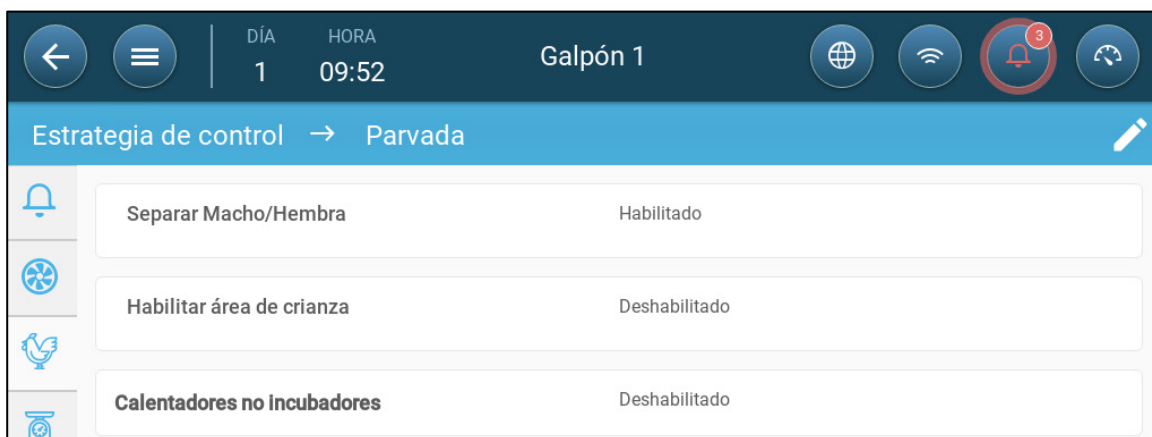 DÍA HORA
1 09:52 Galpón 1 3
Estrategia de control → Parvada
Separar Macho/Hembra Habilitado
Habilitar área de crianza Deshabilitado
Calentadores no incubadores Deshabilitado